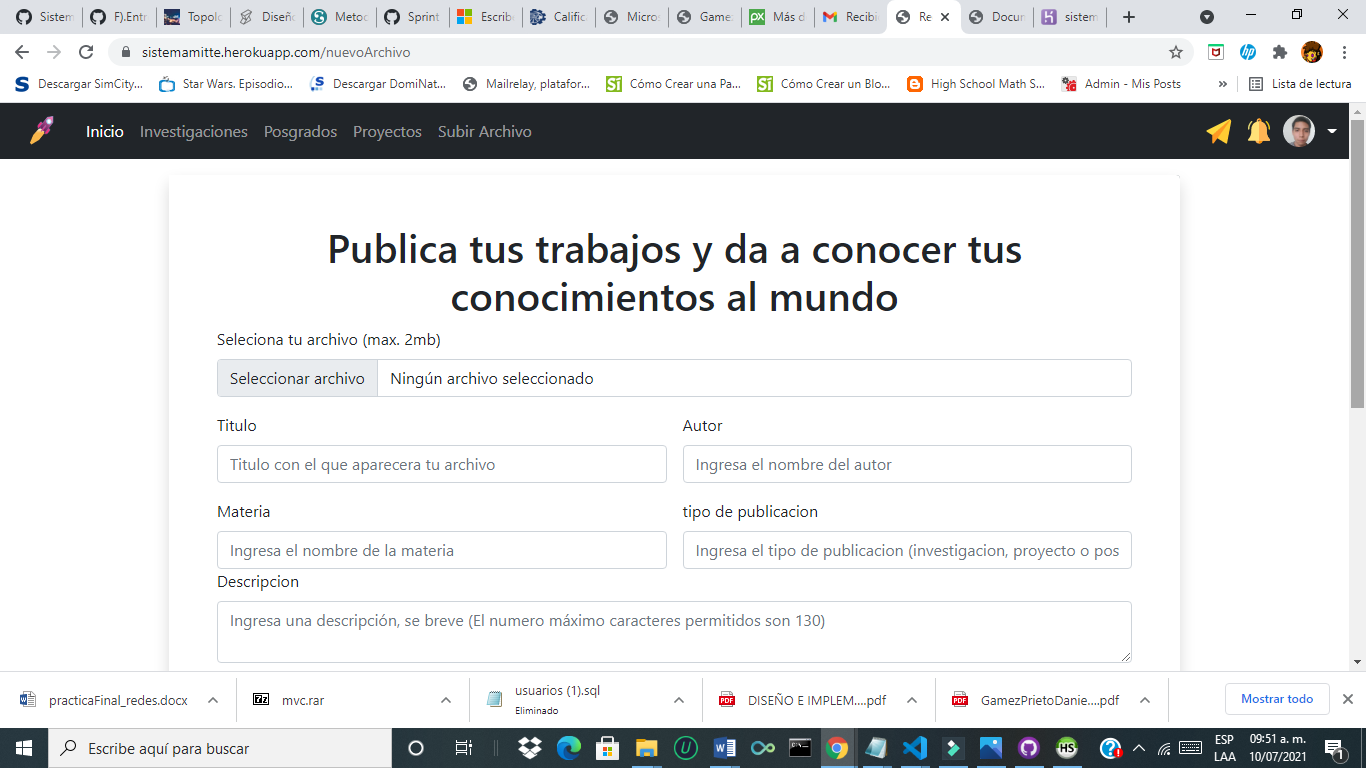 Sistem
F).Entr
Topolo
Diseño
Metod
Sprint
Escribe
Califica
Micros
Gamez
Más d
Recibi
Re
Docum
sistem
sistemamitte.herokuapp.com/nuevoArchivo
Descargar SimCity...
Star Wars. Episodio...
Descargar DomiNat...
Mailrelay, platafor...
Cómo Crear una Pa...
Cómo Crear un Blo...
High School Math S...
Admin - Mis Posts
»
Lista de lectura
Inicio
Investigaciones
Posgrados
Proyectos
Subir Archivo
Publica tus trabajos y da a conocer tus
conocimientos al mundo
Seleciona tu archivo (max. 2mb)
Seleccionar archivo
Ningún archivo seleccionado
Titulo
Autor
Titulo con el que aparecera tu archivo
Ingresa el nombre del autor
Materia
tipo de publicacion
Ingresa el nombre de la materia
Ingresa el tipo de publicacion (investigacion, proyecto o pos
Descripcion
Ingresa una descripción, se breve (El numero máximo caracteres permitidos son 130)
practicaFinal_redes.docx
mvc.rar
usuarios (1).sql
Eliminado
DISEÑO E IMPLEM....pdf
GamezPrietoDanie....pdf
Mostrar todo
Escribe aquí para buscar
ESP
LAA
09:51 a. m.
10/07/2021